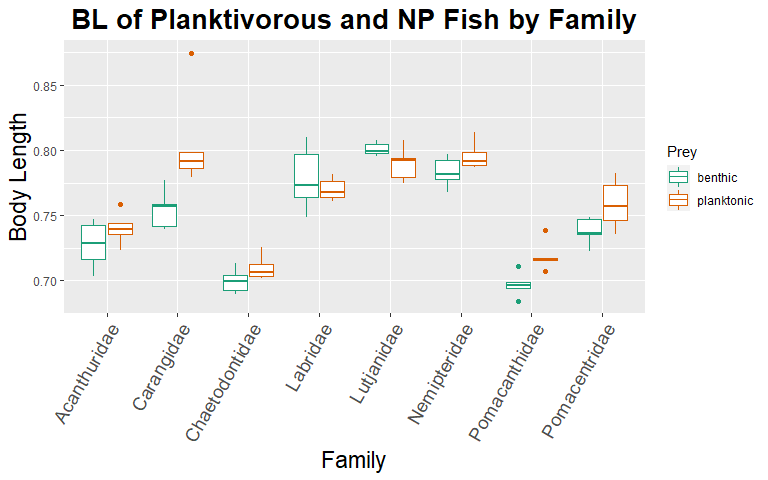 BL of Planktivorous and NP Fish by Family
Body Length
0.85
0.80
0.75
0.70
Acanthuridae
Carangidae
Chaetodontidae
Labridae
Lutjanidae
Nemipteridae
Pomacanthidae
Pomacentridae
Family
Prey
benthic
planktonic